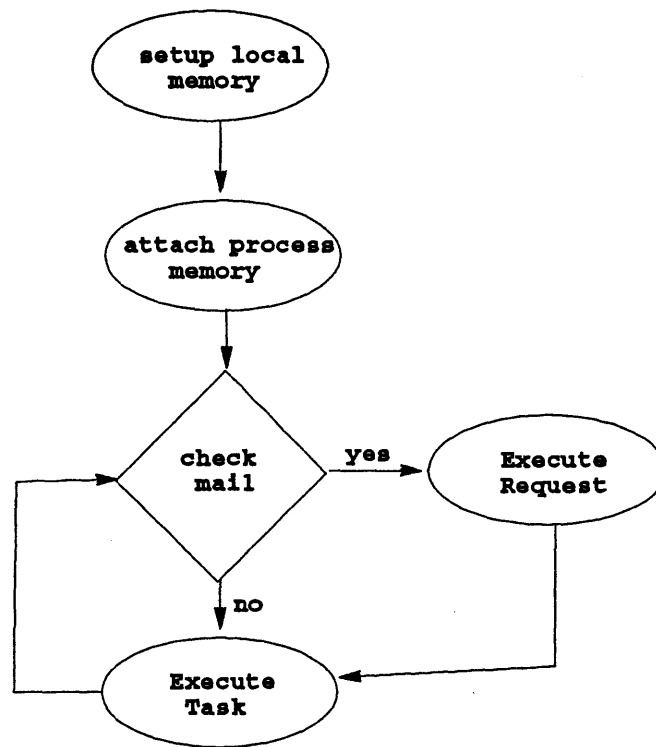 setup local
memory
attach process
memory
check
mail
yes
Execute
Request
no
Execute
Task